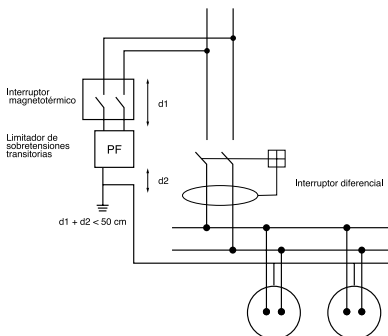 Interruptor
magnetotérmico
d1
Limitador de
sobretensiones
transitorias
PF
d2
Interruptor diferencial
d1 + d2 < 50 cm